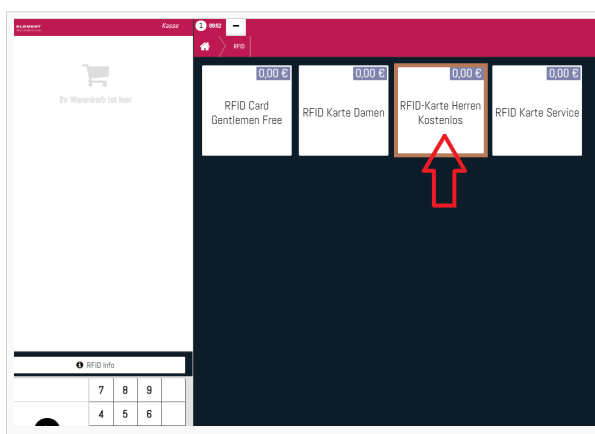 ELEMENT
Kasse
1 09:52 –
RFID
Ihr Warenkorb ist leer
0,00 €
RFID Card
Gentlemen Free
0,00 €
RFID Karte Damen
0,00 €
RFID-Karte Herren
Kostenlos
0,00 €
RFID Karte Service
RFID Info
7 8 9
4 5 6